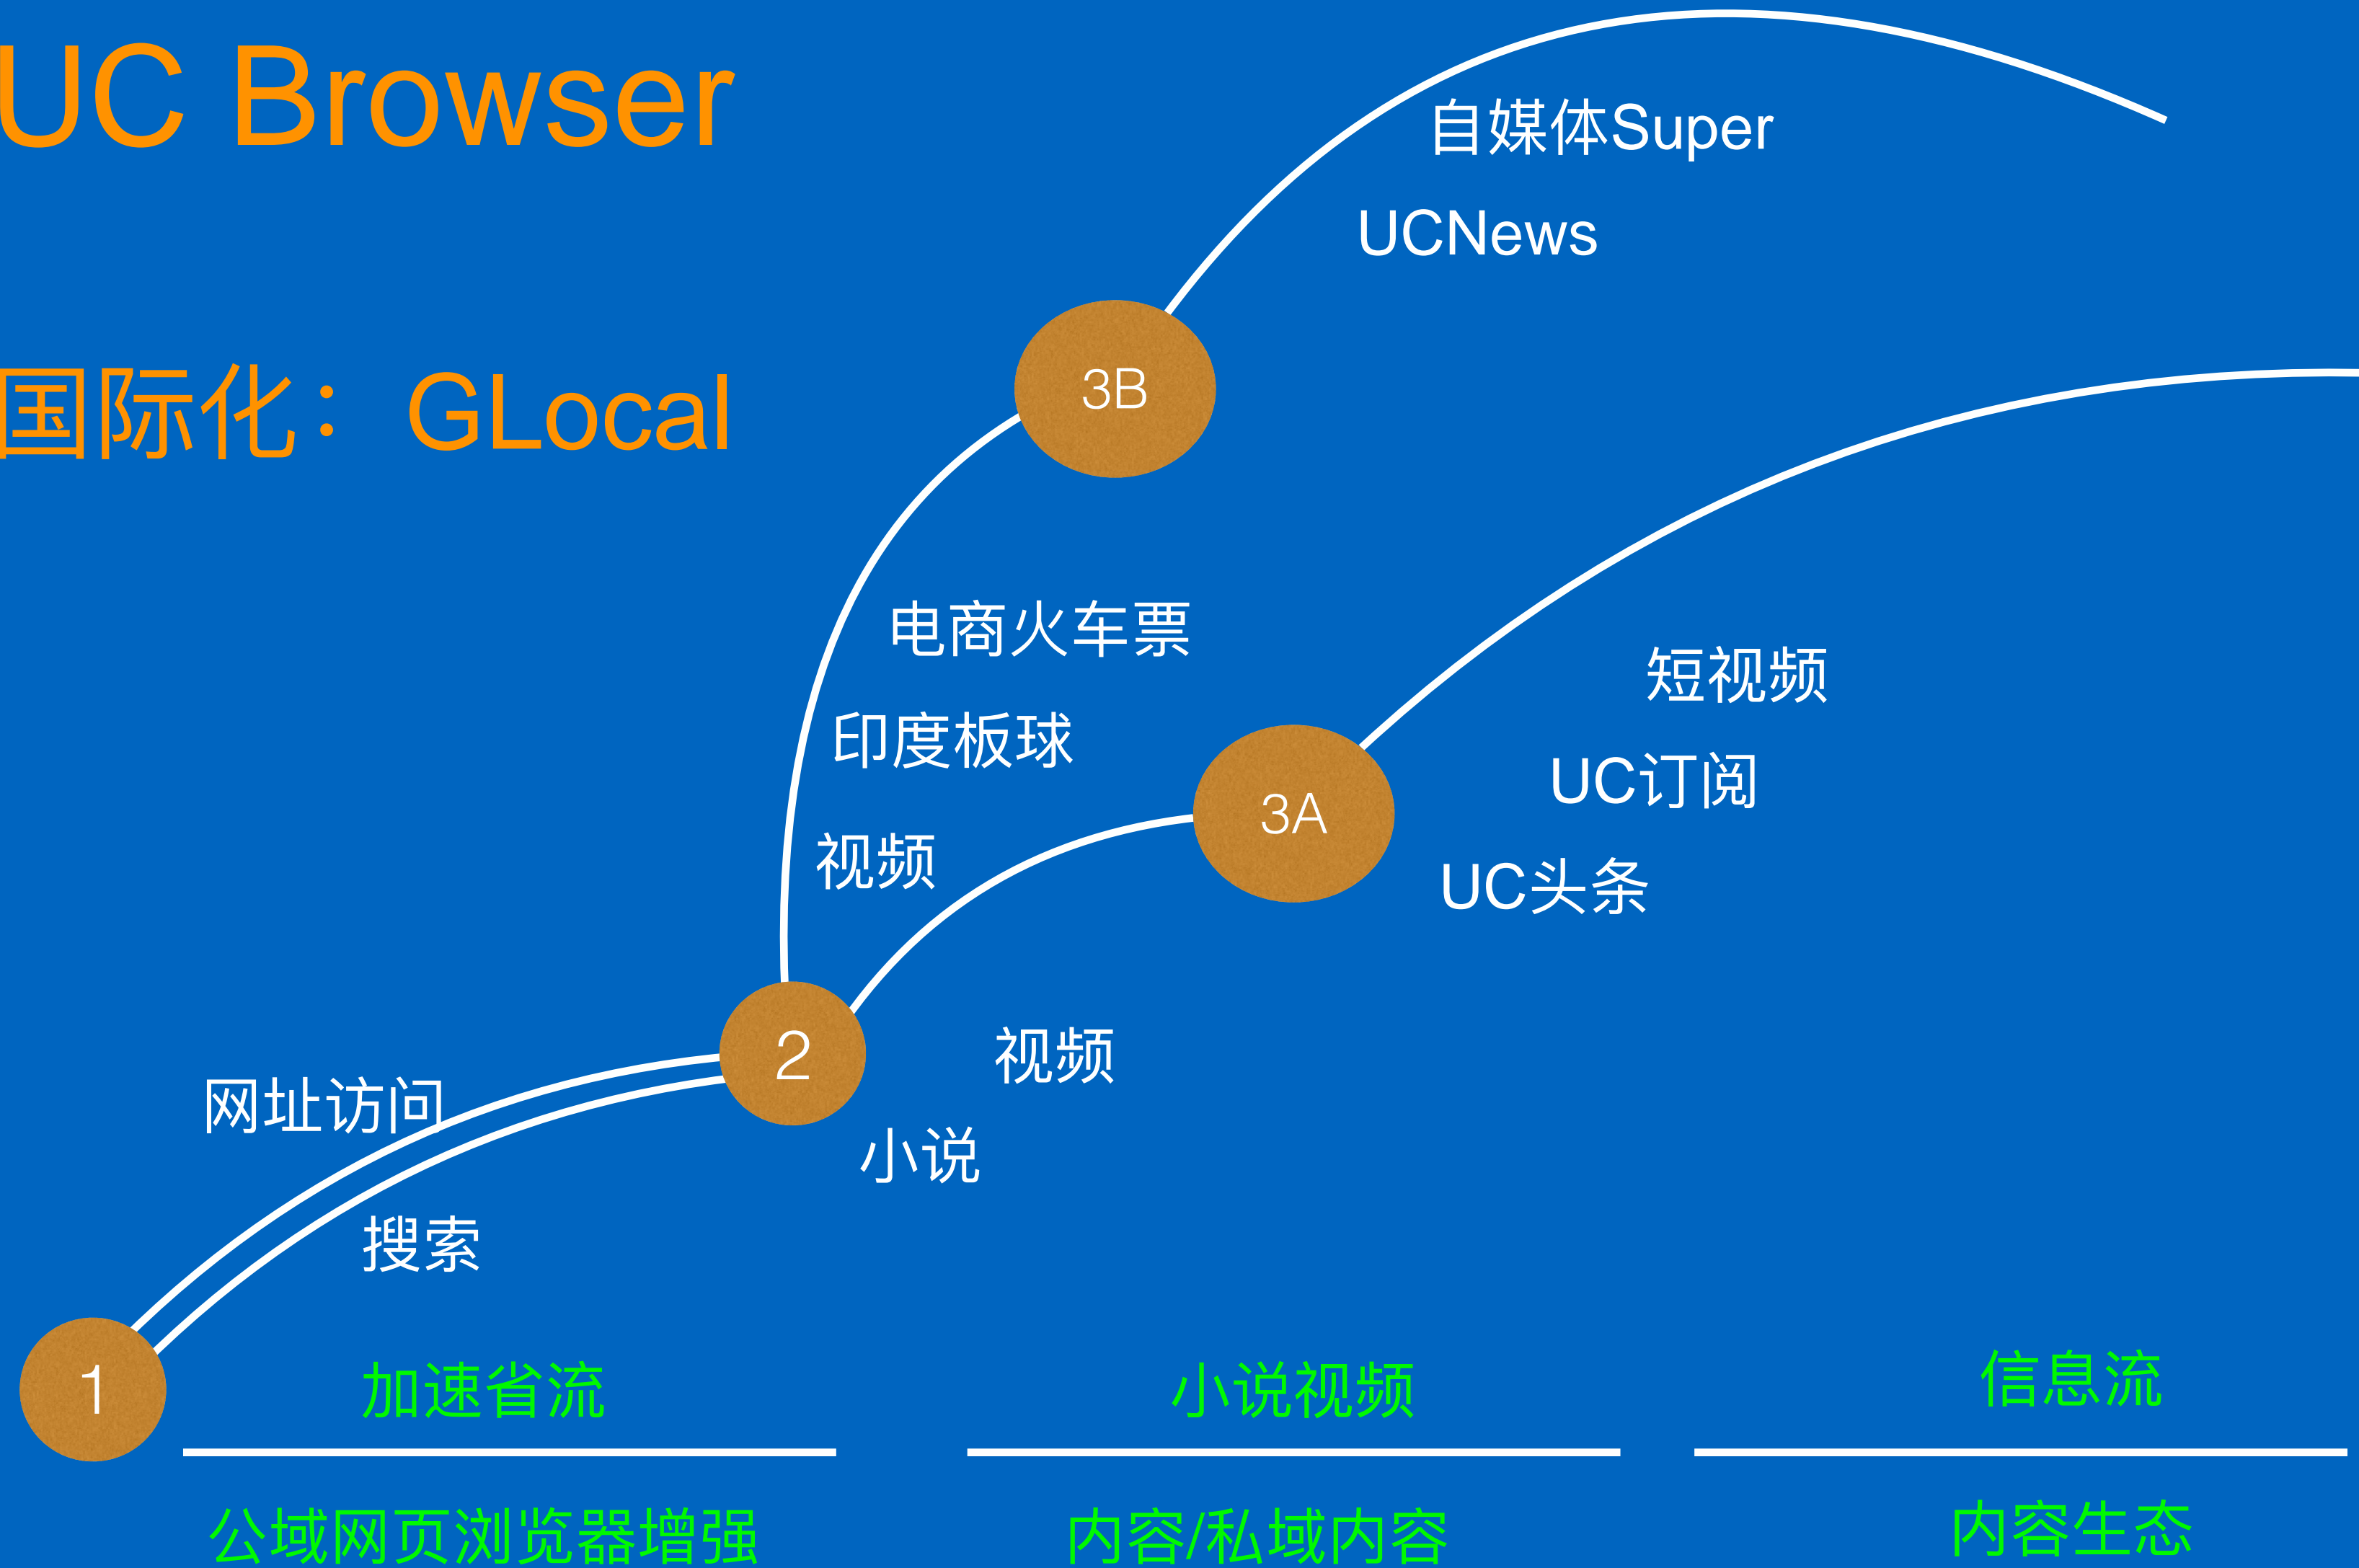 UC Browser
自媒体Super
UCNews
国际化：GLocal
3B
电商火车票
印度板球
视频
3A
短视频
UC订阅
UC头条
2
视频
小说
网址访问
搜索
1
加速省流
小说视频
信息流
公域网页浏览器增强
内容/私域内容
内容生态